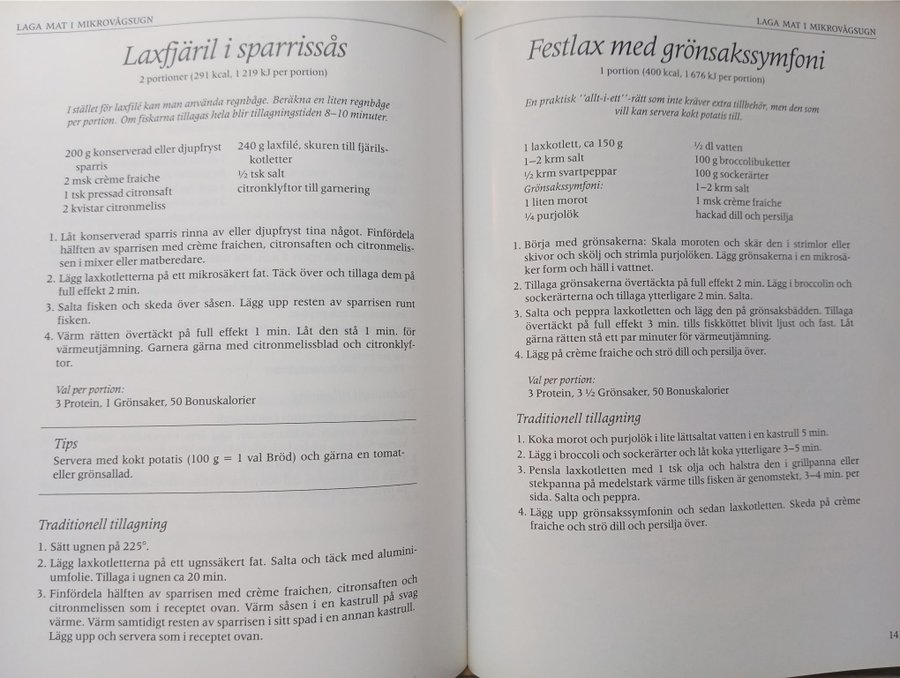 LAGA MAT I MIKROVÅGSUGN
Laxfjäril i sparrissås
2 portioner (291 kcal, 1 219 kJ per portion)
I stället för laxfilé kan man använda regnbåge. Beräkna en liten regnbåge
per portion. Om fiskarna tillagas hela blir tillagningstiden 8–10 minuter.
200 g konserverad eller djupfryst
sparris
2 msk crème fraiche
1 tsk pressad citronsaft
2 kvistar citronmeliss
240 g laxfilé, skuren till fjärils-
kotletter
½ tsk salt
citronklyftor till garnering
1. Låt konserverad sparris rinna av eller djupfryst tina något. Finfördela
hälften av sparrisen med crème fraichen, citronsaften och citronmelis-
sen i mixer eller matberedare.
2. Lägg laxkotletterna på ett mikrosäkert fat. Täck över och tillaga dem på
full effekt 2 min.
3. Salta fisken och skeda över såsen. Lägg upp resten av sparrisen runt
fisken.
4. Värm rätten övertäckt på full effekt 1 min. Låt den stå 1 min. för
värmeutjämning. Garnera gärna med citronmelissblad och citronklyf-
tor.
Val per portion:
3 Protein, 1 Grönsaker, 50 Bonuskalorier
Tips
Servera med kokt potatis (100 g = 1 val Bröd) och gärna en tomat-
eller grönsallad.
Traditionell tillagning
1. Sätt ugnen på 225°.
2. Lägg laxkotletterna på ett ugnssäkert fat. Salta och täck med alumini-
umfolie. Tillaga i ugnen ca 20 min.
3. Finfördela hälften av sparrisen med crème fraichen, citronsaften och
citronmelissen som i receptet ovan. Värm såsen i en kastrull på svag
värme. Värm samtidigt resten av sparrisen i sitt spad i en annan kastrull.
Lägg upp och servera som i receptet ovan.
LAGA MAT I MIKROVÅGSUGN
Festlax med grönsakssymfoni
1 portion (400 kcal, 1 676 kJ per portion)
En praktisk ''allt-i-ett''-rätt som inte kräver extra tillbehör, men den som
vill kan servera kokt potatis till.
1 laxkotlett, ca 150 g
1–2 krm salt
½ krm svartpeppar
Grönsakssymfoni:
1 liten morot
¼ purjolök
½ dl vatten
100 g broccolibuketter
100 g sockerärter
1–2 krm salt
1 msk crème fraiche
hackad dill och persilja
1. Börja med grönsakerna: Skala moroten och skär den i strimlor eller
skivor och skölj och strimla purjolöken. Lägg grönsakerna i en mikrosä-
ker form och häll i vattnet.
2. Tillaga grönsakerna övertäckta på full effekt 2 min. Lägg i broccolin och
sockerärterna och tillaga ytterligare 2 min. Salta.
3. Salta och peppra laxkotletten och lägg den på grönsaksbädden. Tillaga
övertäckt på full effekt 3 min. tills fiskköttet blivit ljust och fast. Låt
gärna rätten stå ett par minuter för värmeutjämning.
4. Lägg på crème fraiche och strö dill och persilja över.
Val per portion:
3 Protein, 3 ½ Grönsaker, 50 Bonuskalorier
Traditionell tillagning
1. Koka morot och purjolök i lite lättsaltat vatten i en kastrull 5 min.
2. Lägg i broccoli och sockerärter och låt koka ytterligare 3–5 min.
3. Pensla laxkotletten med 1 tsk olja och halstra den i grillpanna eller
stekpanna på medelstark värme tills fisken är genomstekt, 3–4 min. per
sida. Salta och peppra.
4. Lägg upp grönsakssymfonin och sedan laxkotletten. Skeda på crème
fraiche och strö dill och persilja över.
14